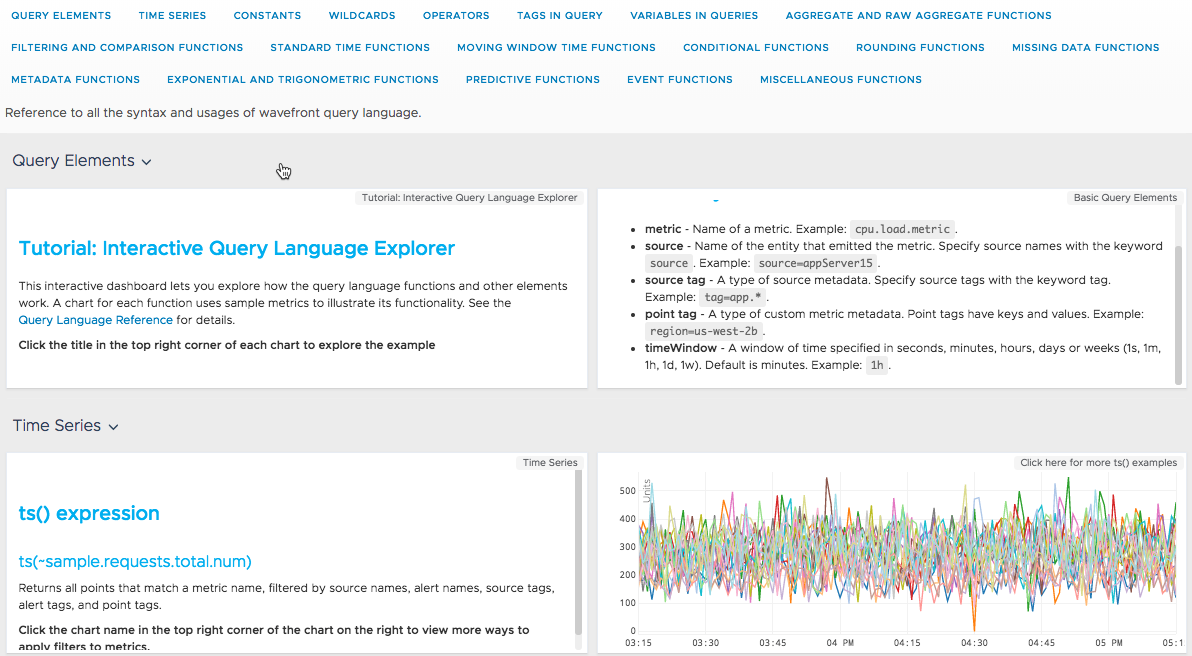 QUERY ELEMENTS TIME SERIES CONSTANTS WILDCARDS OPERATORS TAGS IN QUERY VARIABLES IN QUERIES AGGREGATE AND RAW AGGREGATE FUNCTIONS
FILTERING AND COMPARISON FUNCTIONS STANDARD TIME FUNCTIONS MOVING WINDOW TIME FUNCTIONS CONDITIONAL FUNCTIONS ROUNDING FUNCTIONS MISSING DATA FUNCTIONS
METADATA FUNCTIONS EXPONENTIAL AND TRIGONOMETRIC FUNCTIONS PREDICTIVE FUNCTIONS EVENT FUNCTIONS MISCELLANEOUS FUNCTIONS
Reference to all the syntax and usages of wavefront query language.
Query Elements
Tutorial: Interactive Query Language Explorer
Tutorial: Interactive Query Language Explorer
This interactive dashboard lets you explore how the query language functions and other elements
work. A chart for each function uses sample metrics to illustrate its functionality. See the
Query Language Reference for details.
Click the title in the top right corner of each chart to explore the example
Basic Query Elements
• metric - Name of a metric. Example: cpu.load.metric .
• source - Name of the entity that emitted the metric. Specify source names with the keyword
source . Example: source=appServer15 .
• source tag - A type of source metadata. Specify source tags with the keyword tag.
Example: tag=app.* .
• point tag - A type of custom metric metadata. Point tags have keys and values. Example:
region=us-west-2b .
• timeWindow - A window of time specified in seconds, minutes, hours, days or weeks (1s, 1m,
1h, 1d, 1w). Default is minutes. Example: 1h .
Time Series
Time Series
ts() expression
ts(~sample.requests.total.num)
Returns all points that match a metric name, filtered by source names, alert names, source tags,
alert tags, and point tags.
Click the chart name in the top right corner of the chart on the right to view more ways to
apply filters to metrics.
Click here for more ts() examples
Units
500
400
300
200
100
0
03:15 03:30 03:45 04 PM 04:15 04:30 04:45 05 PM 05:1